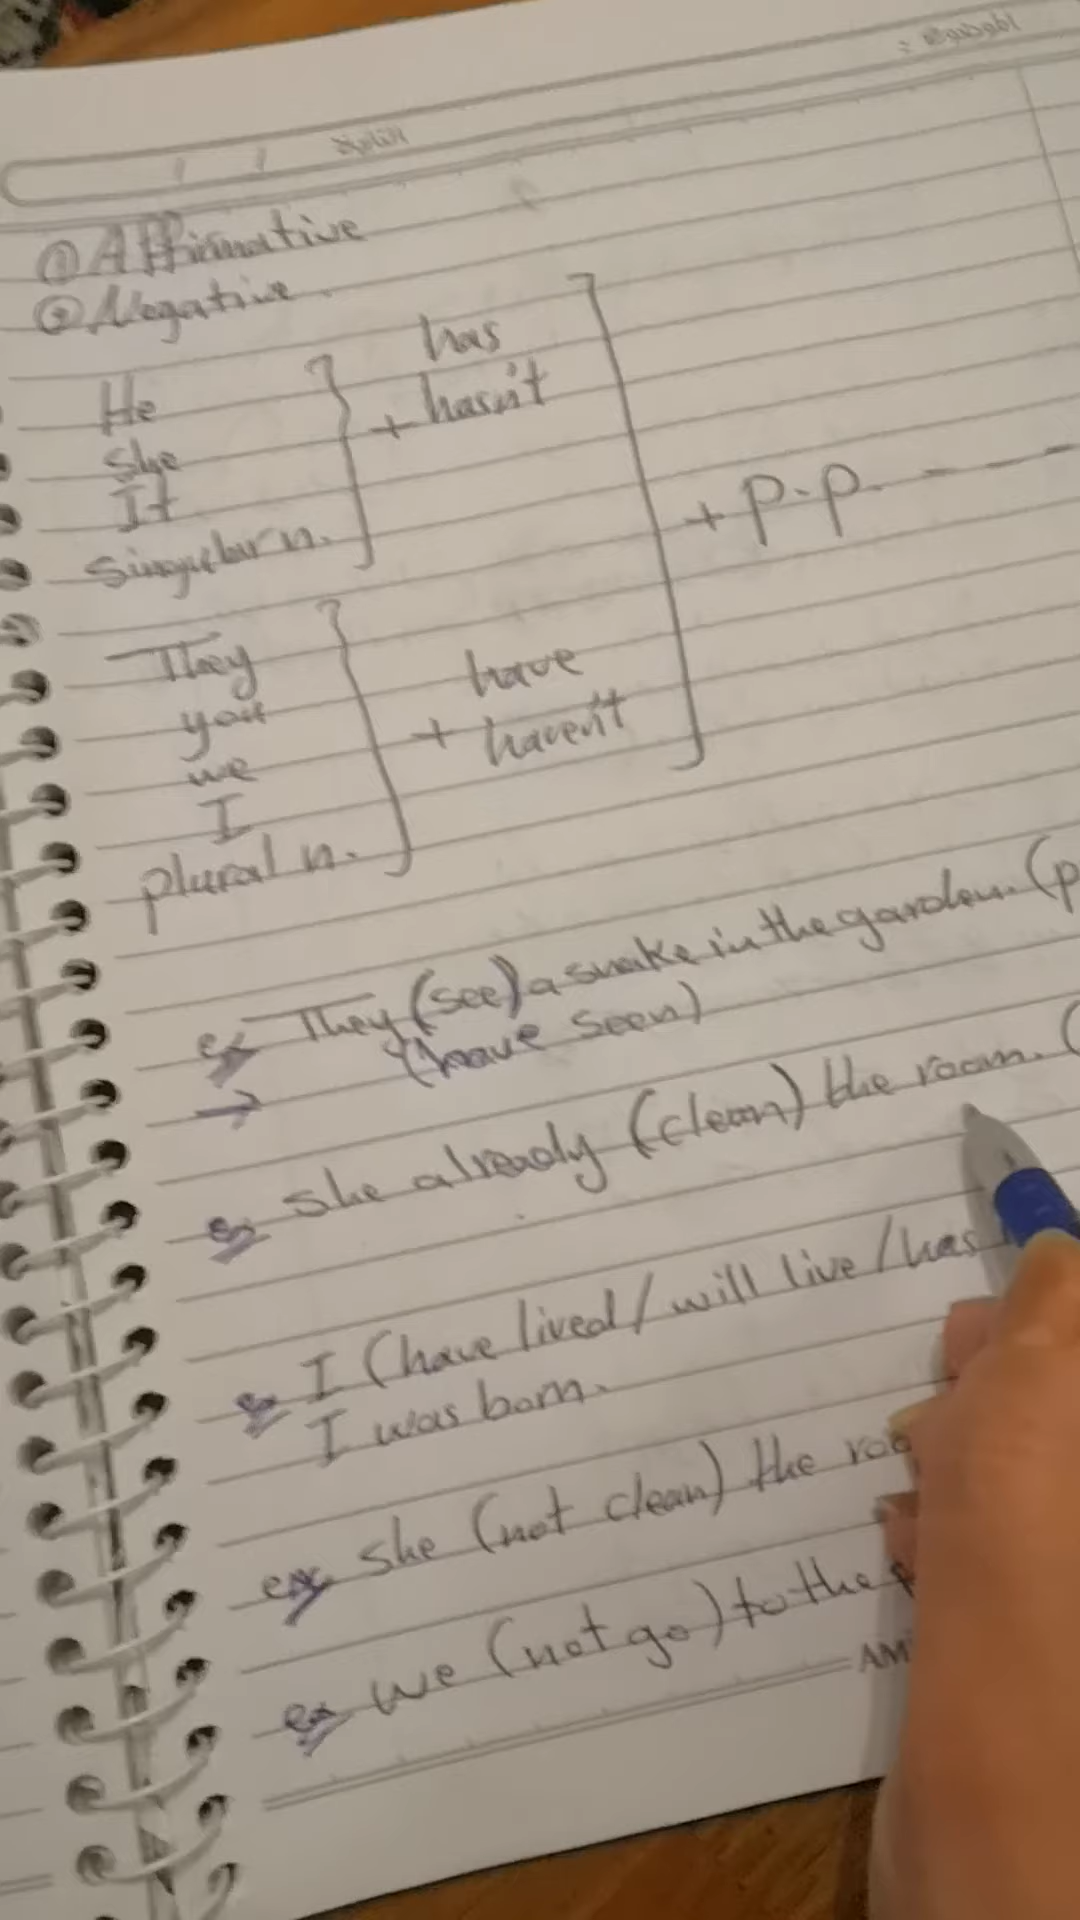 ① Affirmative
② Negative.
He
She
It
singular n.
+ has
hasn't
They
you
we
I
plural n.
+ have
haven't
+ p.p. - - -
ex They (see) a snake in the garden. (p
→ (have seen)
ex she already (clean) the room. (
ex I (have lived / will live / has
I was born.
ex she (not clean) the roo
ex we (not go) to the
AM